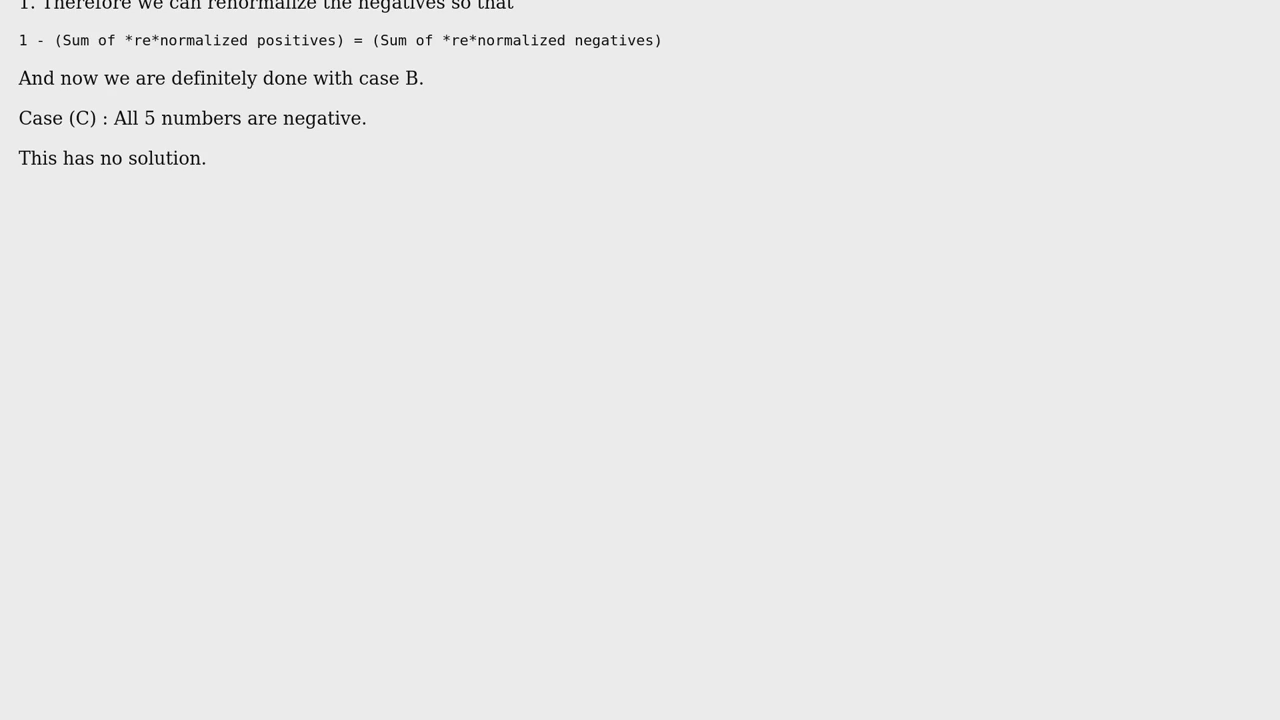 1. Therefore we can renormalize the negatives so that
1 - (Sum of *re*normalized positives) = (Sum of *re*normalized negatives)
And now we are definitely done with case B.
Case (C) : All 5 numbers are negative.
This has no solution.